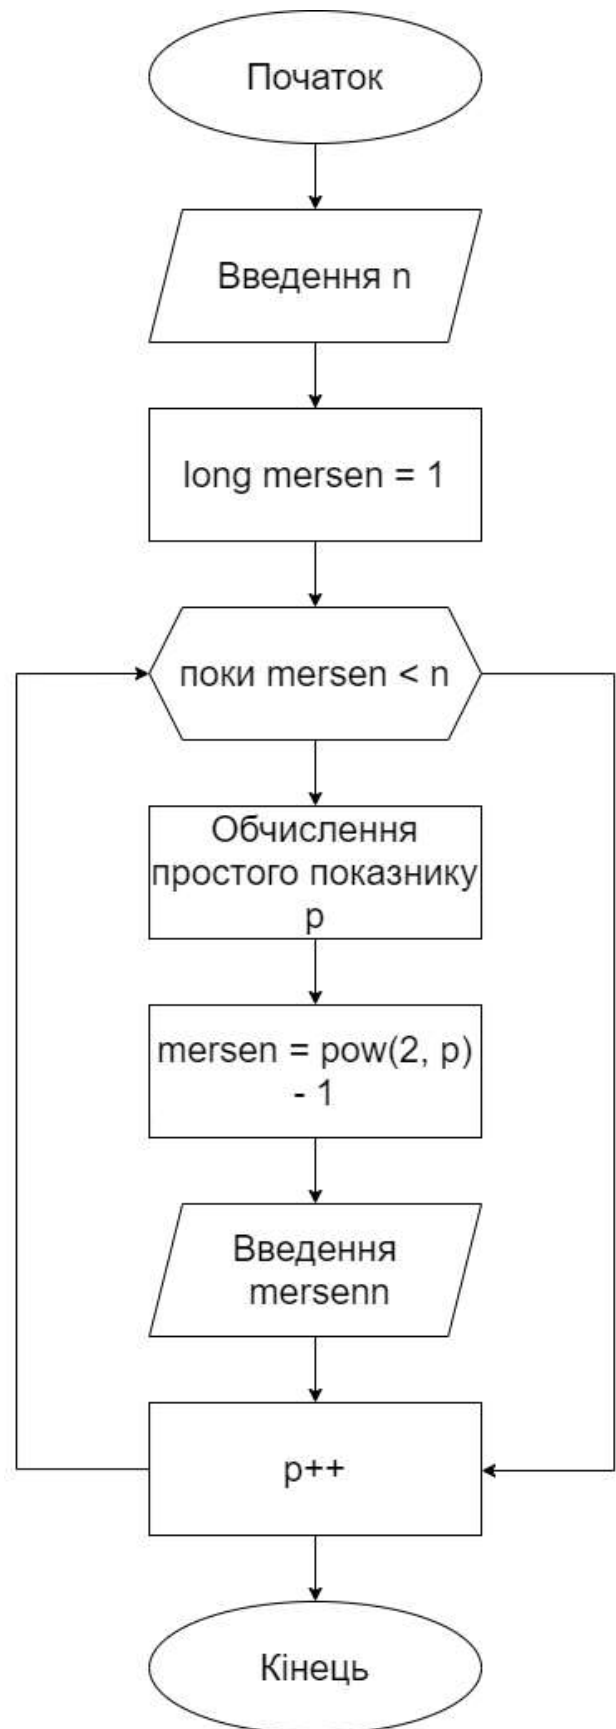 Початок
Введення n
long mersen = 1
поки mersen < n
Обчислення
простого показнику
p
mersen = pow(2, p)
- 1
Введення
mersenn
p++
Кінець